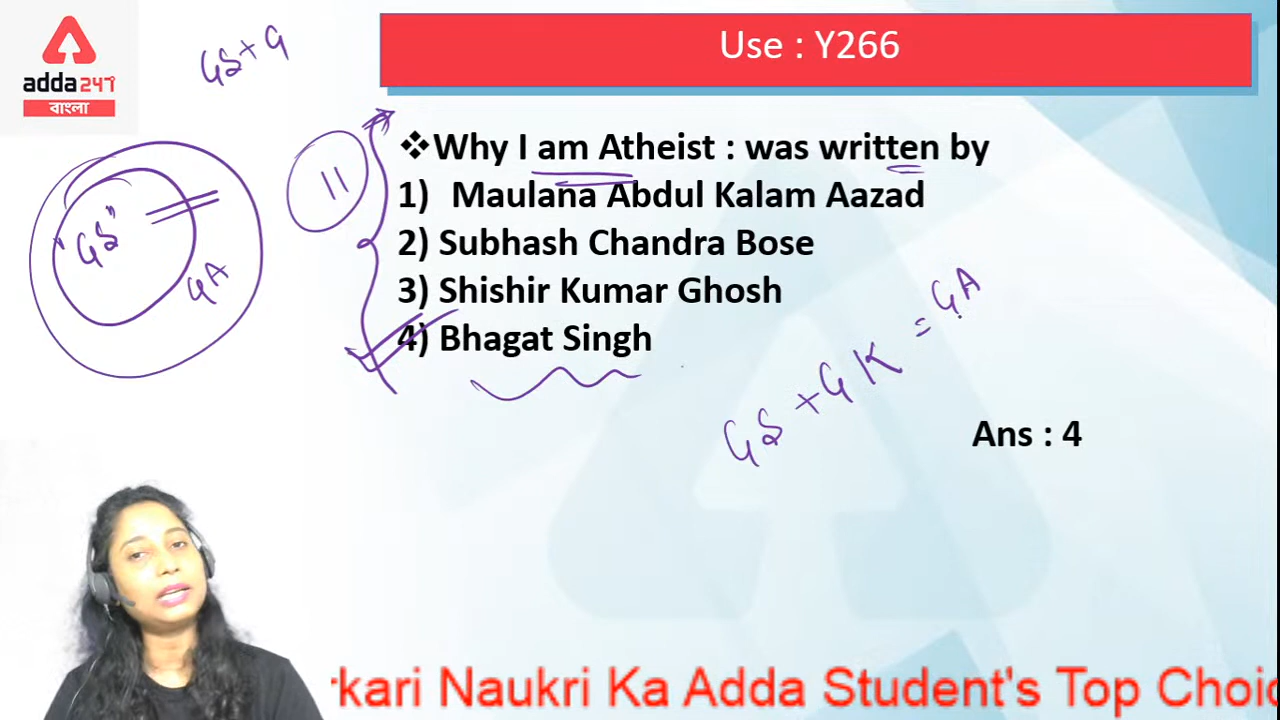 adda247
বাংলা
GS + G
Use : Y266
❖Why I am Atheist : was written by
1) Maulana Abdul Kalam Aazad
2) Subhash Chandra Bose
3) Shishir Kumar Ghosh
4) Bhagat Singh
11
"GS"
GA
GS + GK = GA
Ans : 4
rkari Naukri Ka Adda Student's Top Choic